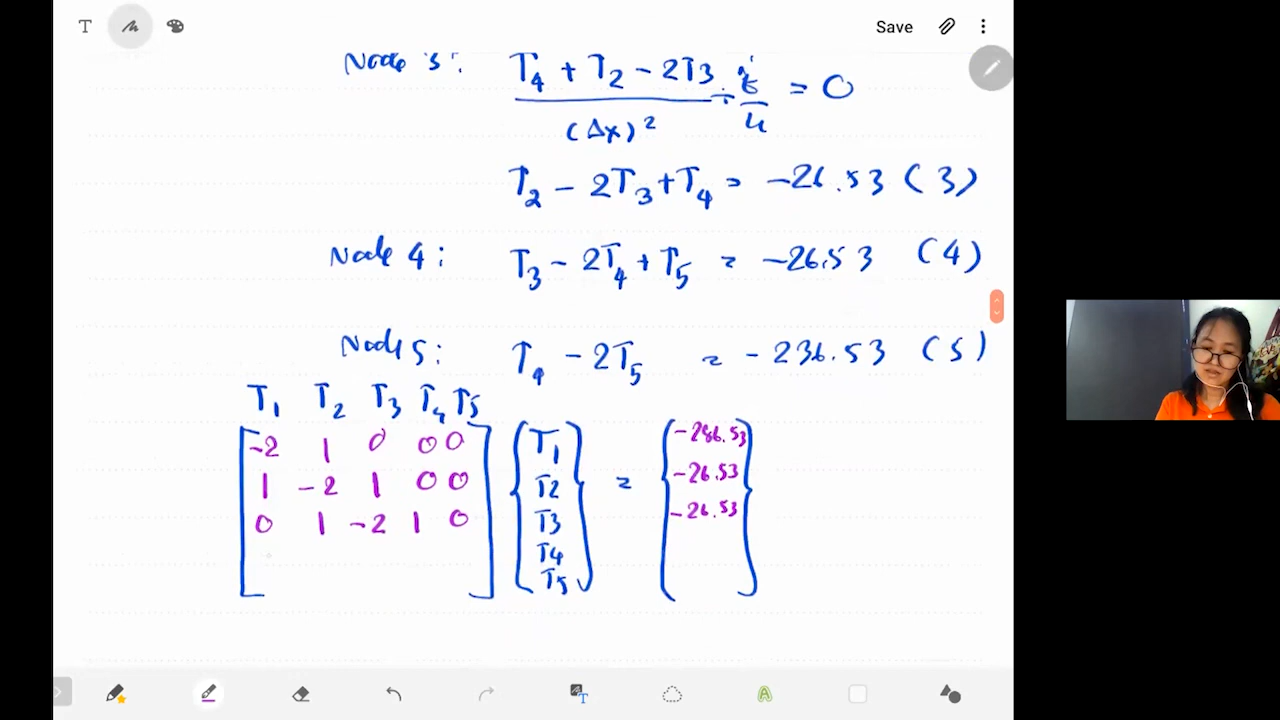 T
Save
Node 3:
T4 + T2 - 2T3 + q̇ = 0
(Δx)² k
T2 - 2T3 + T4 = -26.53 (3)
Node 4: T3 - 2T4 + T5 = -26.53 (4)
Node 5: T4 - 2T5 = -236.53 (5)
T1 T2 T3 T4 T5
-2 1 0 0 0 T1 -286.53
1 -2 1 0 0 T2 = -26.53
0 1 -2 1 0 T3 -26.53
T4
T5
T
A